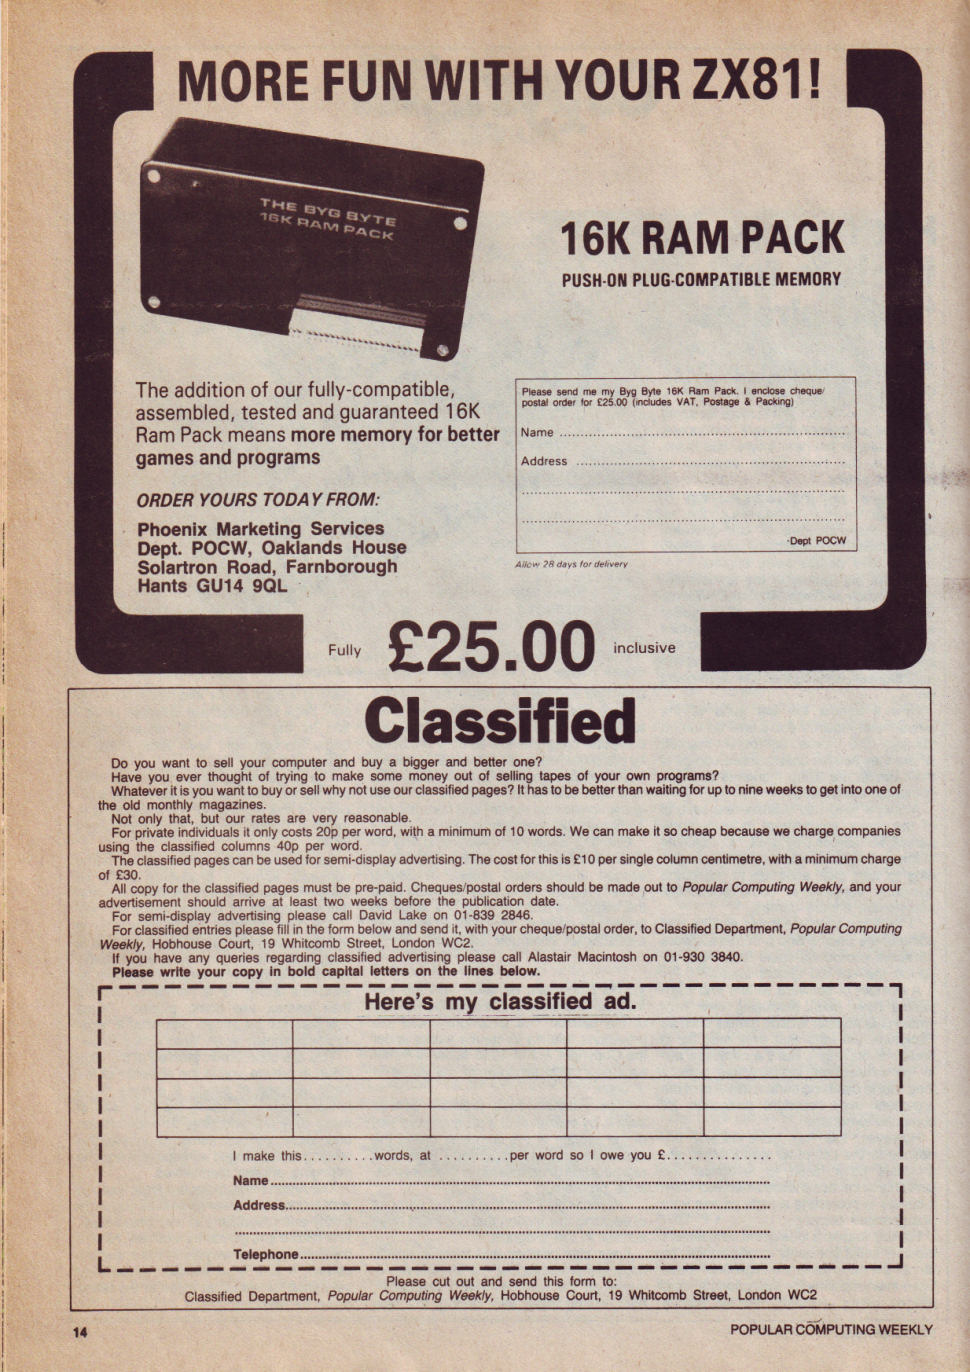 MORE FUN WITH YOUR ZX81!
THE BYG BYTE
16K RAM PACK
16K RAM PACK
PUSH-ON PLUG-COMPATIBLE MEMORY
The addition of our fully-compatible,
assembled, tested and guaranteed 16K
Ram Pack means more memory for better
games and programs
ORDER YOURS TODAY FROM:
Phoenix Marketing Services
Dept. POCW, Oaklands House
Solartron Road, Farnborough
Hants GU14 9QL
Please send me my Byg Byte 16K Ram Pack. I enclose cheque/
postal order for £25.00 (includes VAT, Postage & Packing)
Name
Address
Dept POCW
Allow 28 days for delivery
Fully £25.00 inclusive
Classified
Do you want to sell your computer and buy a bigger and better one?
Have you ever thought of trying to make some money out of selling tapes of your own programs?
Whatever it is you want to buy or sell why not use our classified pages? It has to be better than waiting for up to nine weeks to get into one of
the old monthly magazines.
Not only that, but our rates are very reasonable.
For private individuals it only costs 20p per word, with a minimum of 10 words. We can make it so cheap because we charge companies
using the classified columns 40p per word.
The classified pages can be used for semi-display advertising. The cost for this is £10 per single column centimetre, with a minimum charge
of £30.
All copy for the classified pages must be pre-paid. Cheques/postal orders should be made out to Popular Computing Weekly, and your
advertisement should arrive at least two weeks before the publication date.
For semi-display advertising please call David Lake on 01-839 2846.
For classified entries please fill in the form below and send it, with your cheque/postal order, to Classified Department, Popular Computing
Weekly, Hobhouse Court, 19 Whitcomb Street, London WC2.
If you have any queries regarding classified advertising please call Alastair Macintosh on 01-930 3840.
Please write your copy in bold capital letters on the lines below.
Here's my classified ad.
I make this..........words, at ..........per word so I owe you £...............
Name
Address
Telephone
Please cut out and send this form to:
Classified Department, Popular Computing Weekly, Hobhouse Court, 19 Whitcomb Street, London WC2
14
POPULAR COMPUTING WEEKLY